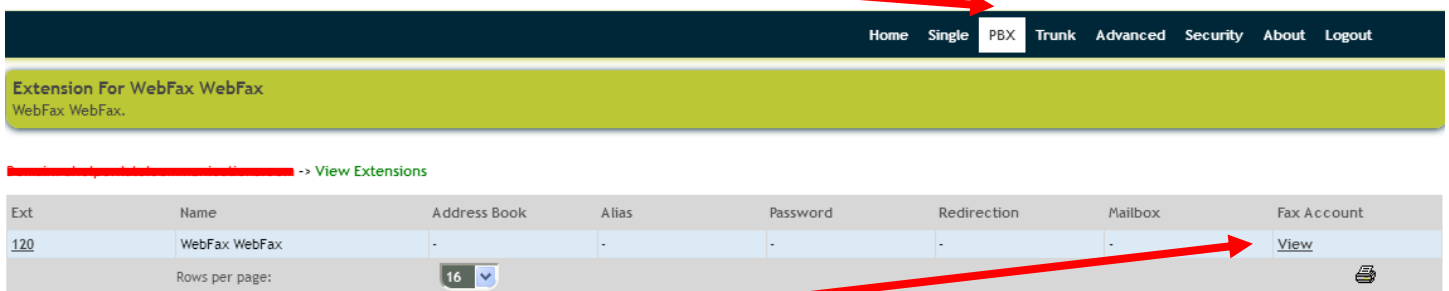 Home Single PBX Trunk Advanced Security About Logout
Extension For WebFax WebFax
WebFax WebFax.
-> View Extensions
Ext Name Address Book Alias Password Redirection Mailbox Fax Account
120 WebFax WebFax - - - - - View
Rows per page: 16